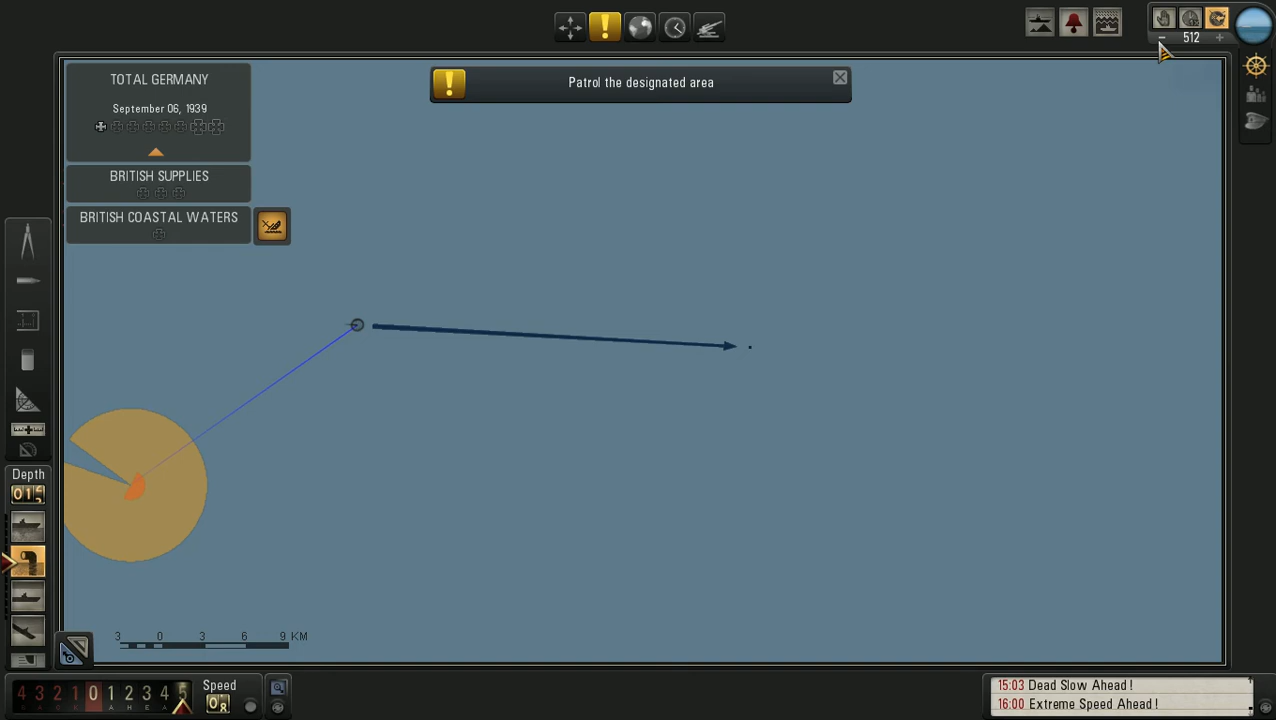 512
Patrol the designated area
TOTAL GERMANY
September 06, 1939
BRITISH SUPPLIES
BRITISH COASTAL WATERS
Depth
3 0 3 6 9 KM
4 3 2 1 0 1 2 3 4 5
Speed
08
BACK AHEAD
15:03 Dead Slow Ahead !
16:00 Extreme Speed Ahead !